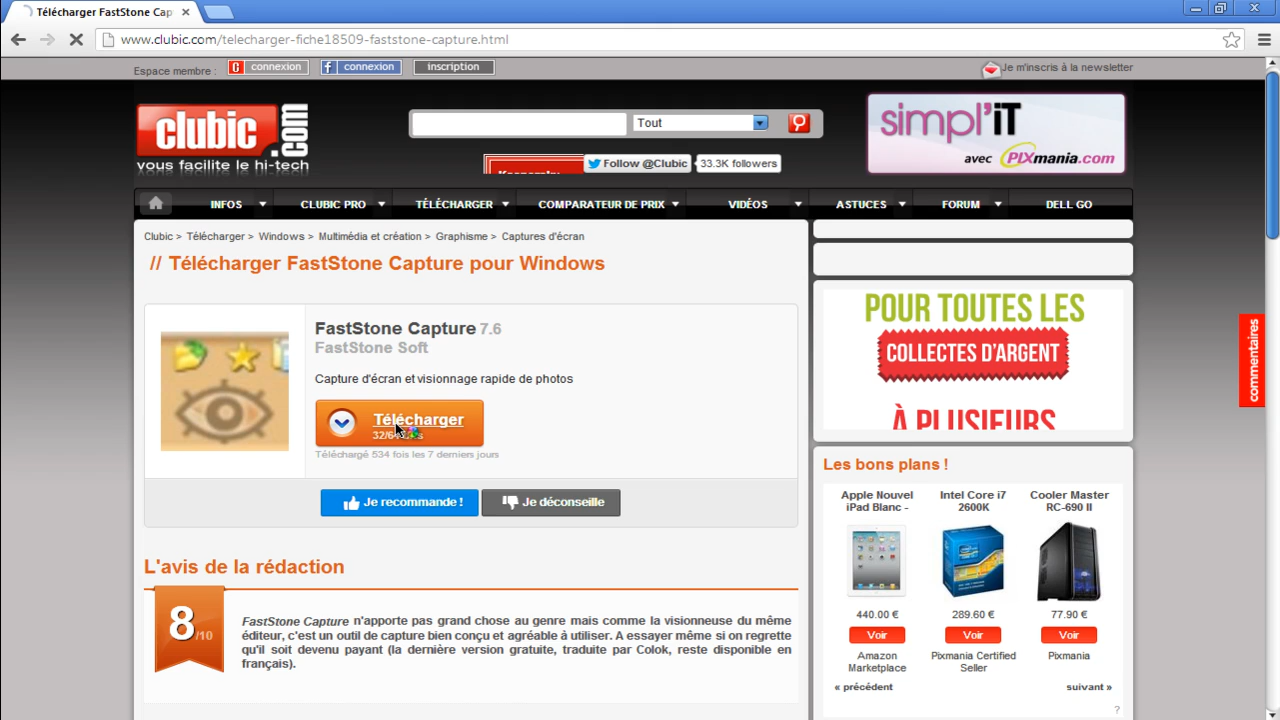 Télécharger FastStone Cap
www.clubic.com/telecharger-fiche18509-faststone-capture.html
Espace membre :
connexion
f connexion
inscription
Je m'inscris à la newsletter
clubic.com
vous facilite le hi-tech
Tout
Follow @Clubic
33.3K followers
simpl'iT
avec PIXmania.com
INFOS
CLUBIC PRO
TÉLÉCHARGER
COMPARATEUR DE PRIX
VIDÉOS
ASTUCES
FORUM
DELL GO
Clubic > Télécharger > Windows > Multimédia et création > Graphisme > Captures d'écran
// Télécharger FastStone Capture pour Windows
FastStone Capture 7.6
FastStone Soft
Capture d'écran et visionnage rapide de photos
Télécharger
Téléchargé 534 fois les 7 derniers jours
Je recommande !
Je déconseille
L'avis de la rédaction
8/10
FastStone Capture n'apporte pas grand chose au genre mais comme la visionneuse du même
éditeur, c'est un outil de capture bien conçu et agréable à utiliser. A essayer même si on regrette
qu'il soit devenu payant (la dernière version gratuite, traduite par Colok, reste disponible en
français).
POUR TOUTES LES
COLLECTES D'ARGENT
À PLUSIEURS
commentaires
Les bons plans !
Apple Nouvel
iPad Blanc -
440.00 €
Voir
Amazon
Marketplace
Intel Core i7
2600K
289.60 €
Voir
Pixmania Certified
Seller
Cooler Master
RC-690 II
77.90 €
Voir
Pixmania
« précédent
suivant »
?